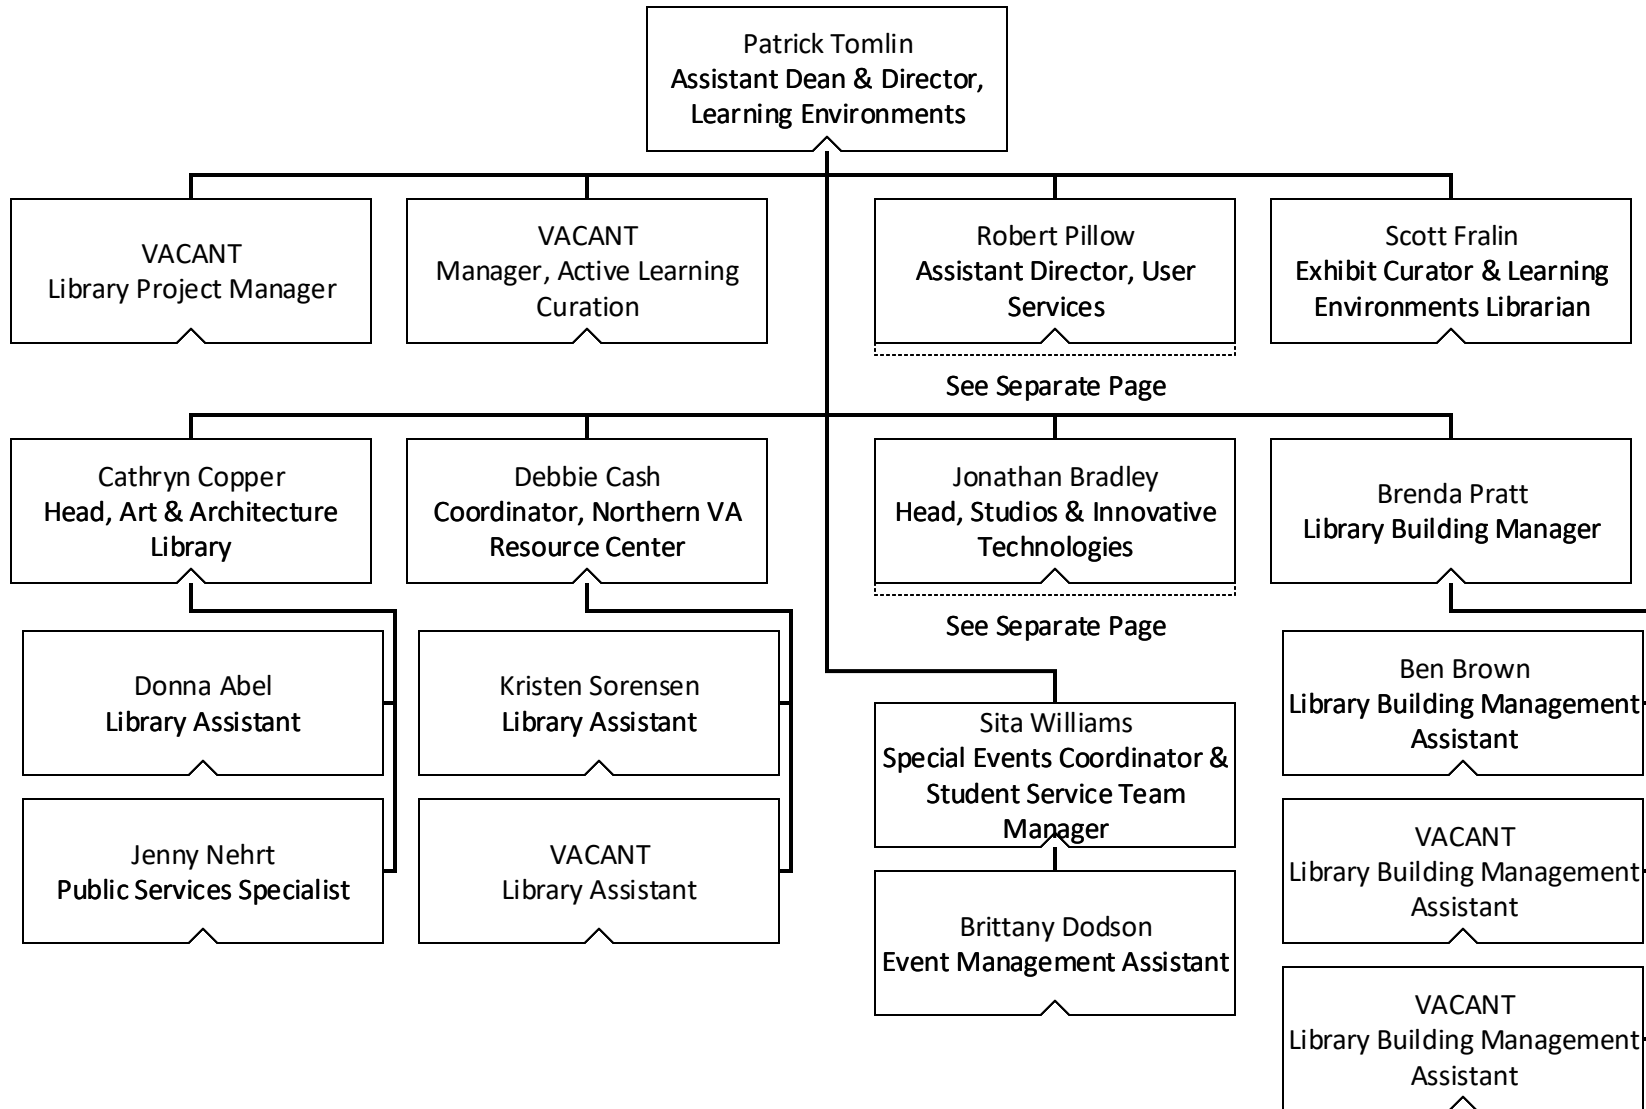 Patrick Tomlin
Assistant Dean & Director,
Learning Environments
VACANT
Library Project Manager
VACANT
Manager, Active Learning
Curation
Robert Pillow
Assistant Director, User
Services
See Separate Page
Scott Fralin
Exhibit Curator & Learning
Environments Librarian
Cathryn Copper
Head, Art & Architecture
Library
Donna Abel
Library Assistant
Jenny Nehrt
Public Services Specialist
Debbie Cash
Coordinator, Northern VA
Resource Center
Kristen Sorensen
Library Assistant
VACANT
Library Assistant
Jonathan Bradley
Head, Studios & Innovative
Technologies
See Separate Page
Sita Williams
Special Events Coordinator &
Student Service Team
Manager
Brittany Dodson
Event Management Assistant
Brenda Pratt
Library Building Manager
Ben Brown
Library Building Management
Assistant
VACANT
Library Building Management
Assistant
VACANT
Library Building Management
Assistant